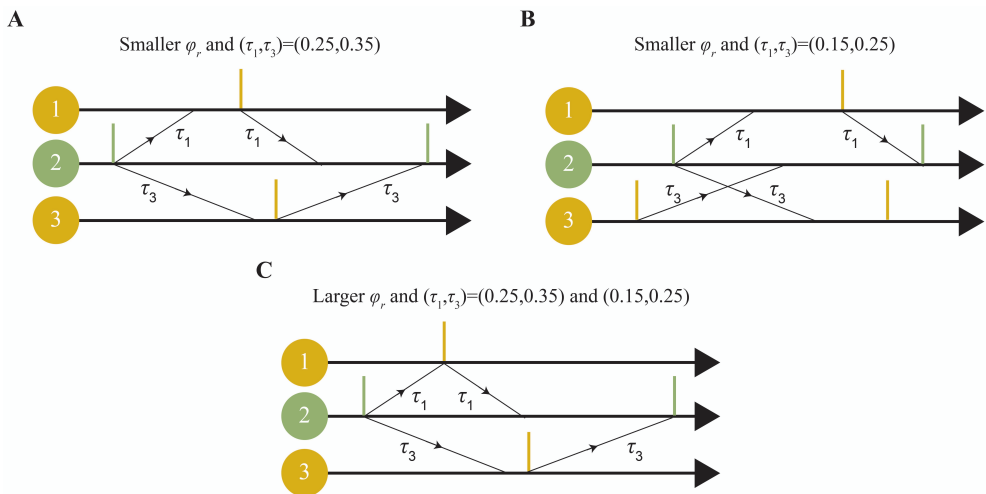 A
Smaller φr and (τ1,τ3)=(0.25,0.35)
1
τ1
τ1
2
τ3
τ3
3
B
Smaller φr and (τ1,τ3)=(0.15,0.25)
1
τ1
τ1
2
τ3
τ3
3
C
Larger φr and (τ1,τ3)=(0.25,0.35) and (0.15,0.25)
1
τ1
τ1
2
τ3
τ3
3